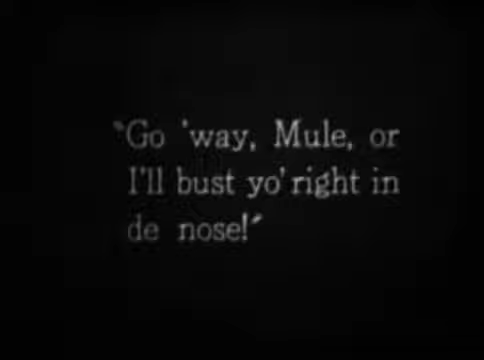 "Go 'way, Mule, or
I'll bust yo' right in
de nose!"